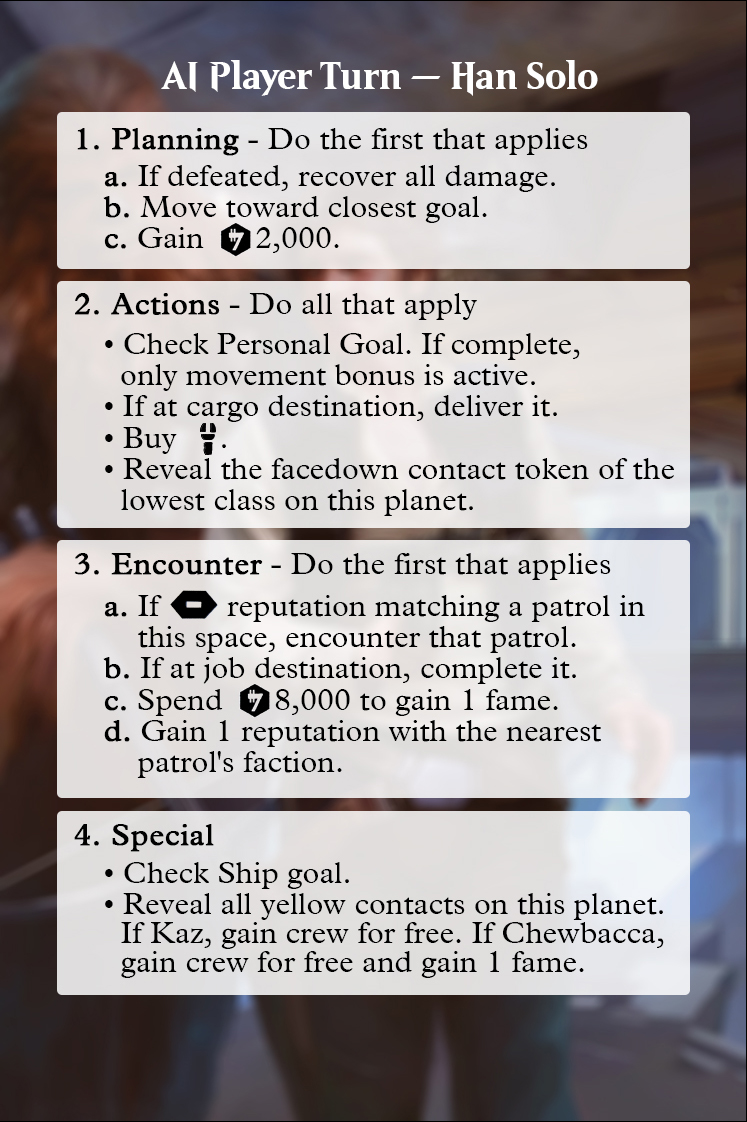 AI Player Turn — Han Solo
1. Planning - Do the first that applies
a. If defeated, recover all damage.
b. Move toward closest goal.
c. Gain 2,000.
2. Actions - Do all that apply
• Check Personal Goal. If complete,
only movement bonus is active.
• If at cargo destination, deliver it.
• Buy .
• Reveal the facedown contact token of the
lowest class on this planet.
3. Encounter - Do the first that applies
a. If reputation matching a patrol in
this space, encounter that patrol.
b. If at job destination, complete it.
c. Spend 8,000 to gain 1 fame.
d. Gain 1 reputation with the nearest
patrol's faction.
4. Special
• Check Ship goal.
• Reveal all yellow contacts on this planet.
If Kaz, gain crew for free. If Chewbacca,
gain crew for free and gain 1 fame.